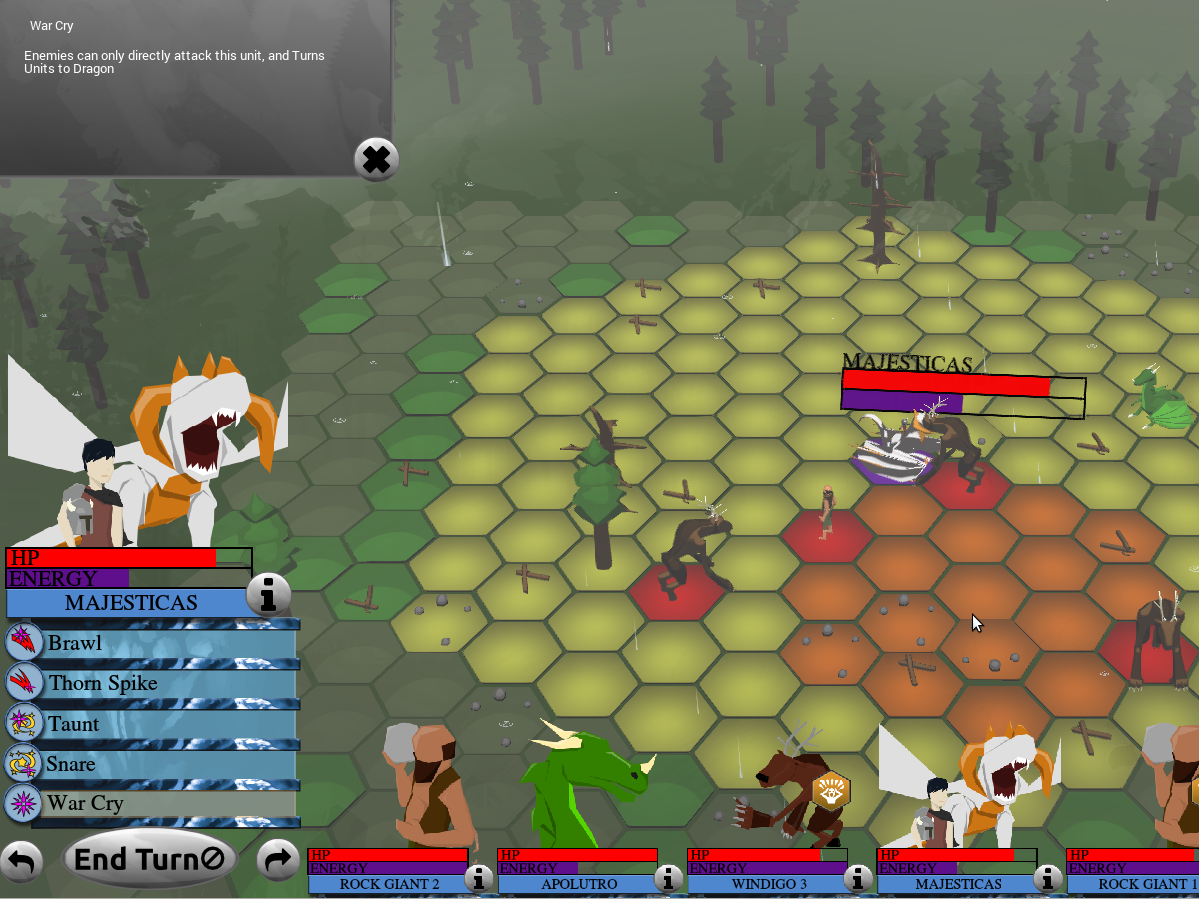 War Cry
Enemies can only directly attack this unit, and Turns
Units to Dragon
MAJESTICAS
HP
ENERGY
MAJESTICAS
Brawl
Thorn Spike
Taunt
Snare
War Cry
End Turn
HP
ENERGY
ROCK GIANT 2
HP
ENERGY
APOLUTRO
HP
ENERGY
WINDIGO 3
HP
ENERGY
MAJESTICAS
HP
ENERGY
ROCK GIANT 1